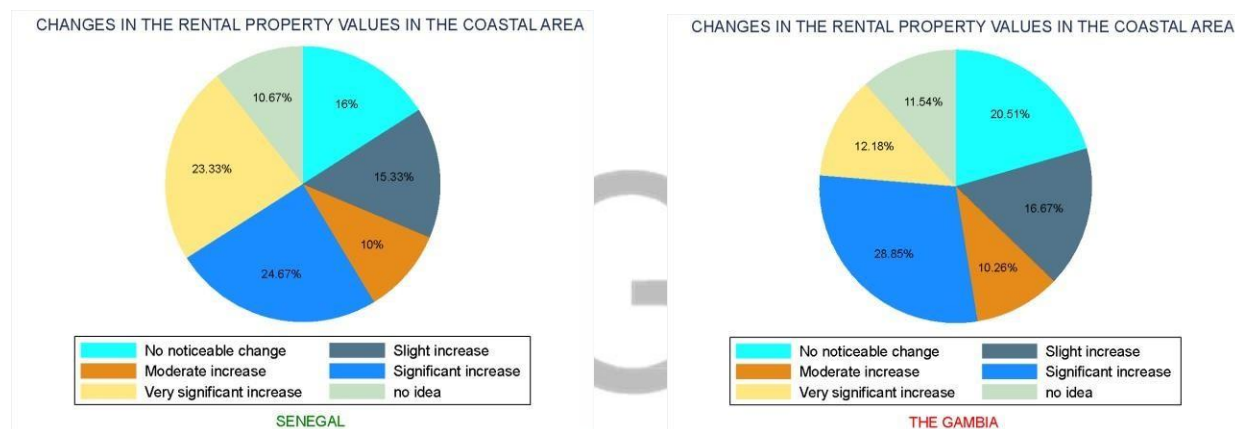 CHANGES IN THE RENTAL PROPERTY VALUES IN THE COASTAL AREA
10.67%
16%
23.33%
15.33%
10%
24.67%
No noticeable change
Slight increase
Moderate increase
Significant increase
Very significant increase
no idea
SENEGAL
CHANGES IN THE RENTAL PROPERTY VALUES IN THE COASTAL AREA
11.54%
20.51%
12.18%
16.67%
28.85%
10.26%
No noticeable change
Slight increase
Moderate increase
Significant increase
Very significant increase
no idea
THE GAMBIA
G